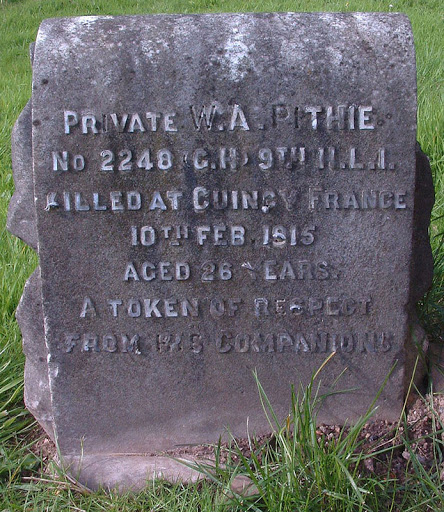 PRIVATE W.A. PITHIE
No 2248 (G.H) 9TH H.L.I.
KILLED AT CUINCY FRANCE
10TH FEB. 1915
AGED 26 YEARS.
A TOKEN OF RESPECT
FROM HIS COMPANIONS